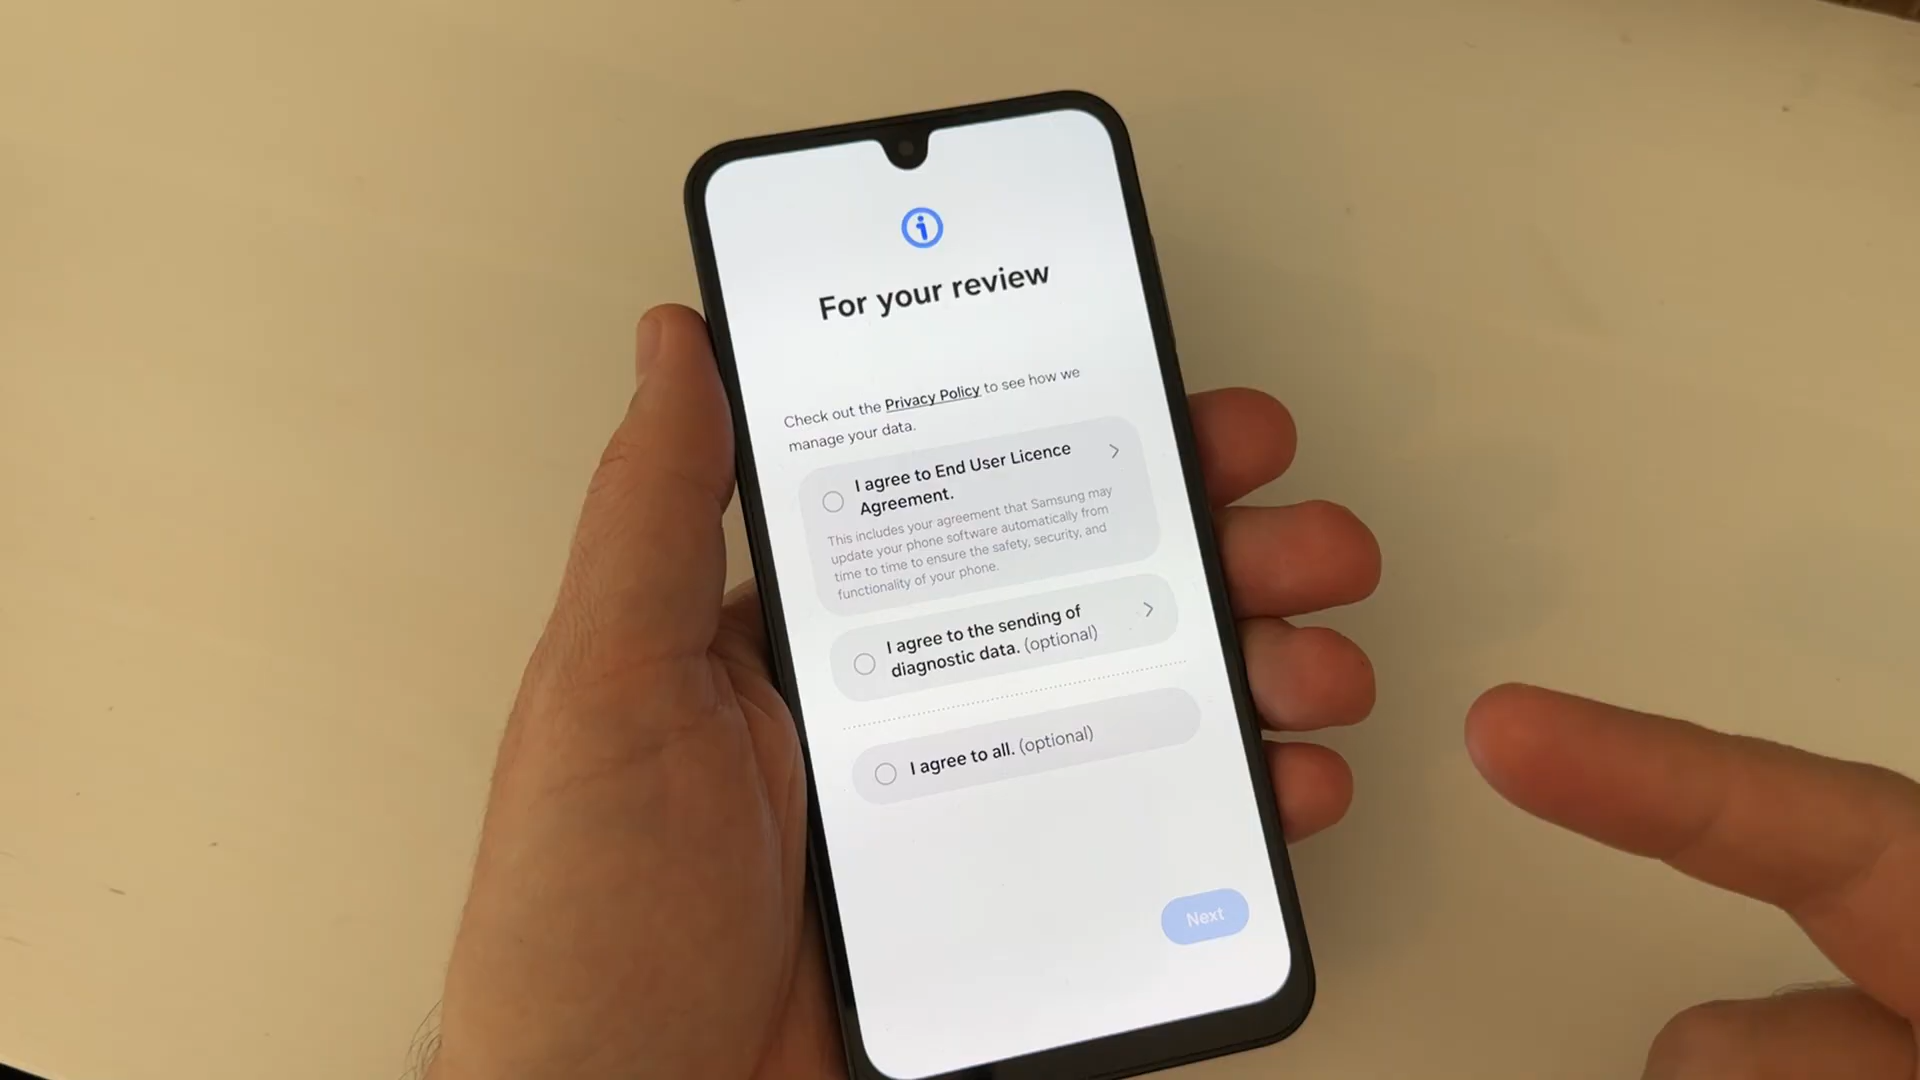 For your review
Check out the Privacy Policy to see how we
manage your data.
I agree to End User Licence
Agreement.
This includes your agreement that Samsung may
update your phone software automatically from
time to time to ensure the safety, security, and
functionality of your phone.
I agree to the sending of
diagnostic data. (optional)
I agree to all. (optional)
Next